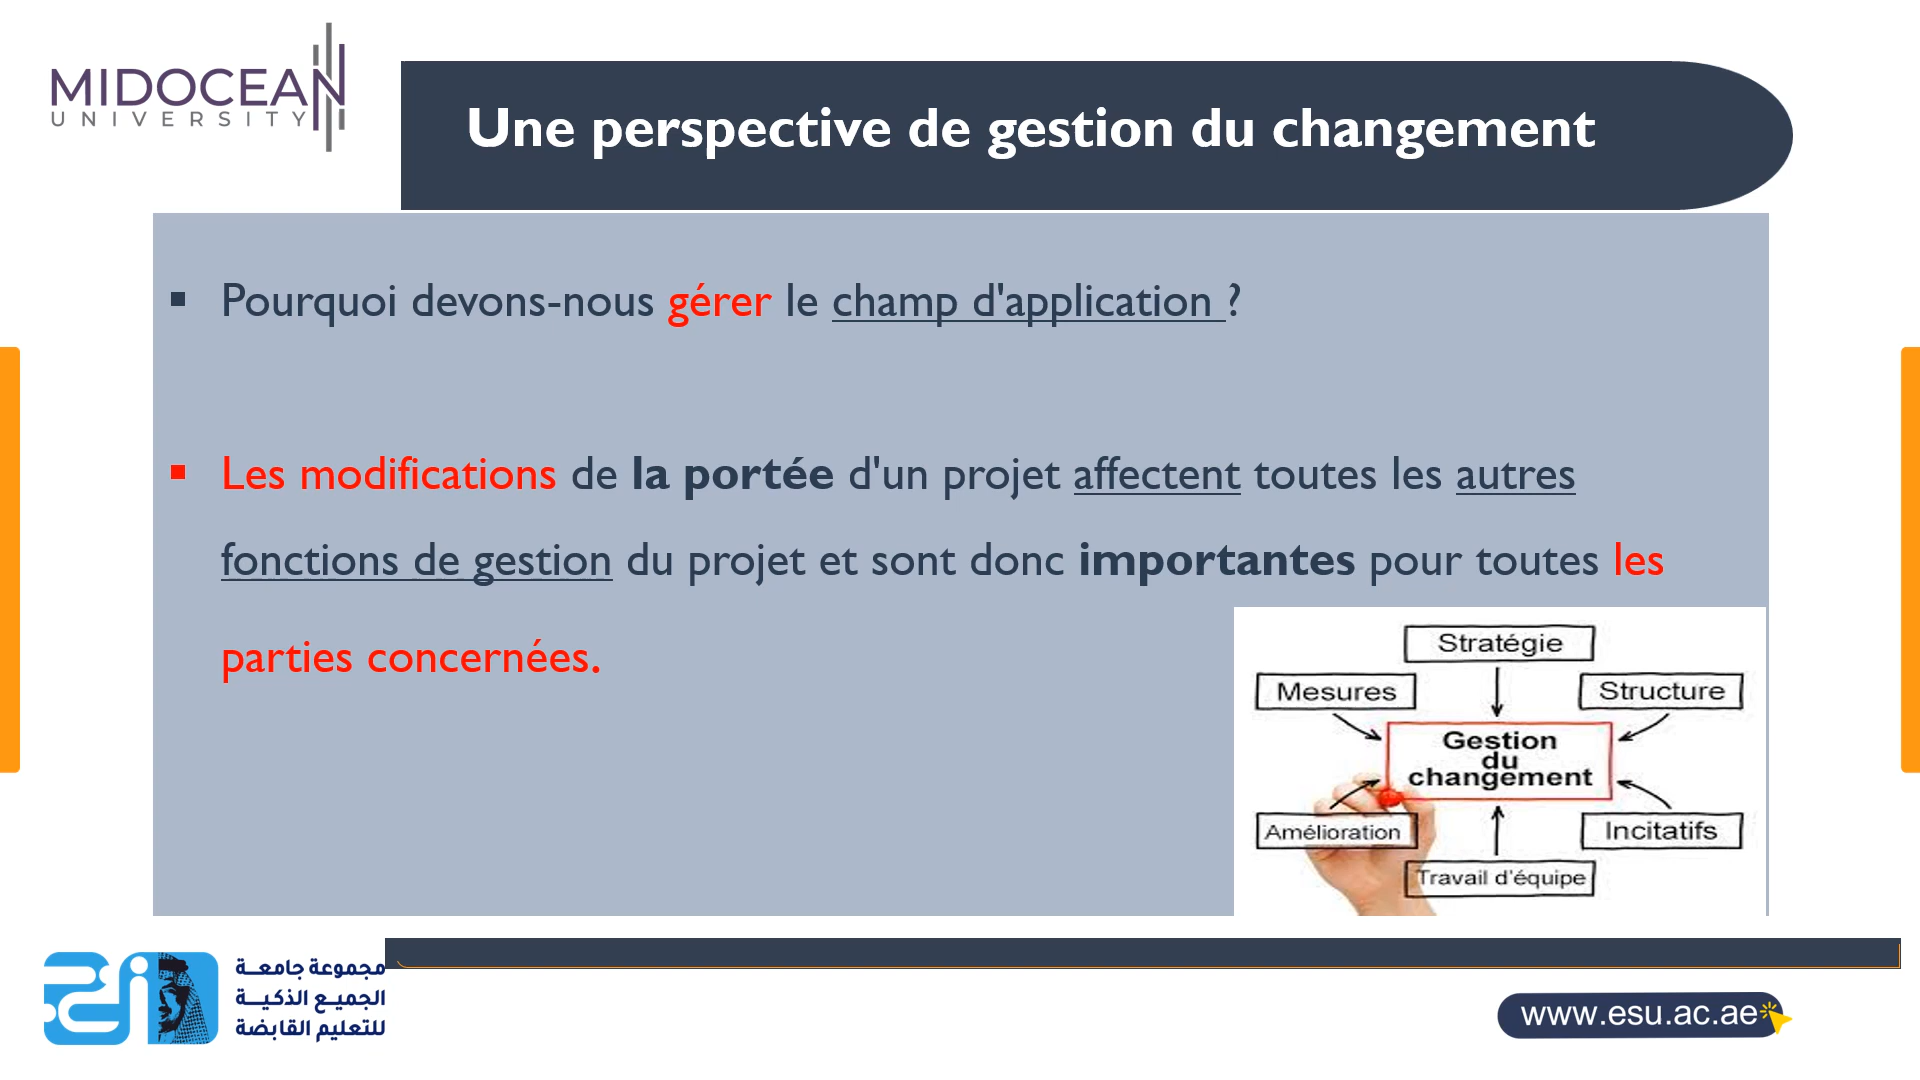 MIDOCEAN
UNIVERSITY
Une perspective de gestion du changement
▪ Pourquoi devons-nous gérer le champ d'application ?
▪ Les modifications de la portée d'un projet affectent toutes les autres
fonctions de gestion du projet et sont donc importantes pour toutes les
parties concernées.
Stratégie
Mesures
Structure
Gestion
du
changement
Amélioration
Incitatifs
Travail d'équipe
مجموعة جامعـة
الجميـع الذكيـة
للتعليم القابضة
www.esu.ac.ae